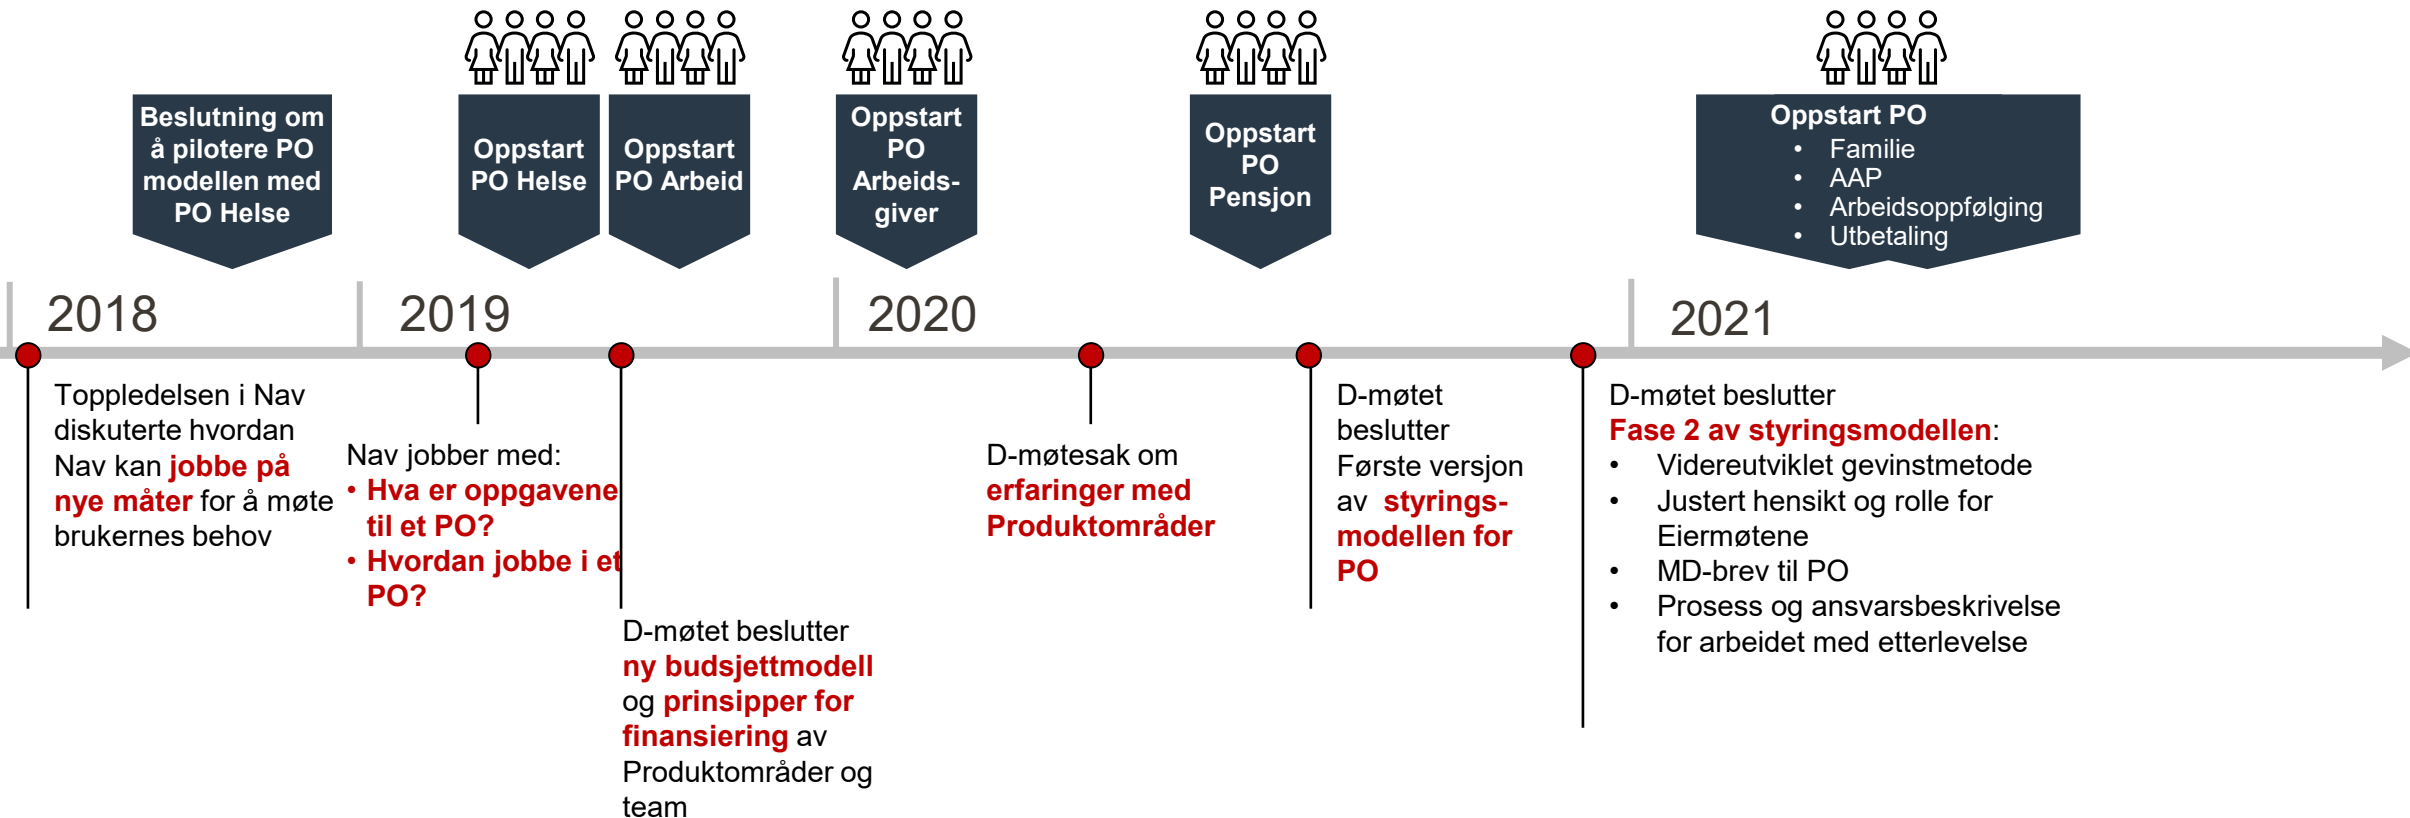 Beslutning om
å pilotere PO
modellen med
PO Helse
Oppstart
PO Helse
Oppstart
PO Arbeid
Oppstart
PO
Arbeids-
giver
Oppstart
PO
Pensjon
Oppstart PO
• Familie
• AAP
• Arbeidsoppfølging
• Utbetaling
2018
2019
2020
2021
Toppledelsen i Nav
diskuterte hvordan
Nav kan jobbe på
nye måter for å møte
brukernes behov
Nav jobber med:
• Hva er oppgavene
til et PO?
• Hvordan jobbe i et
PO?
D-møtet beslutter
ny budsjettmodell
og prinsipper for
finansiering av
Produktområder og
team
D-møtesak om
erfaringer med
Produktområder
D-møtet
beslutter
Første versjon
av styrings-
modellen for
PO
D-møtet beslutter
Fase 2 av styringsmodellen:
• Videreutviklet gevinstmetode
• Justert hensikt og rolle for
Eiermøtene
• MD-brev til PO
• Prosess og ansvarsbeskrivelse
for arbeidet med etterlevelse